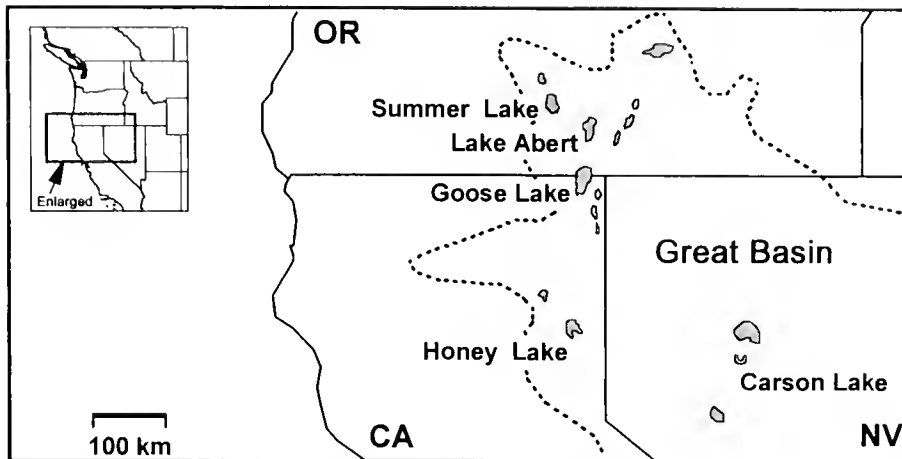 OR
Summer Lake
Lake Abert
Goose Lake
Enlarged
Great Basin
Honey Lake
Carson Lake
100 km
CA
NV